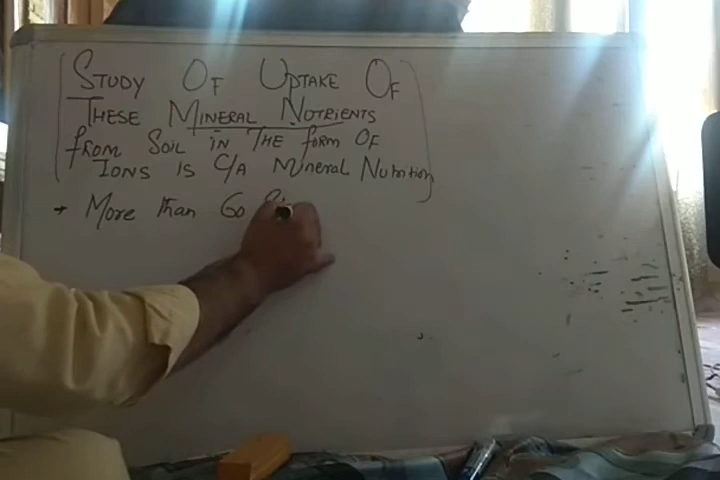 STUDY OF UPTAKE OF
THESE MINERAL NOTRIENTS
from SOIL in THE form OF
IONS IS C/A Mineral Nutrition
→ More than 60